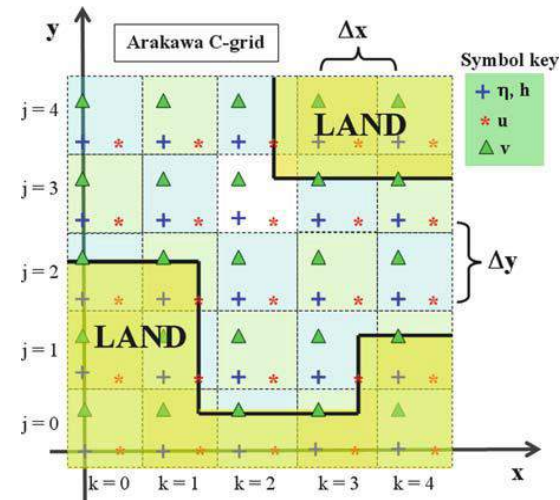 y
Arakawa C-grid
Δx
Symbol key
η, h
u
v
j = 4
LAND
j = 3
Δy
j = 2
LAND
j = 1
j = 0
x
k = 0 k = 1 k = 2 k = 3 k = 4